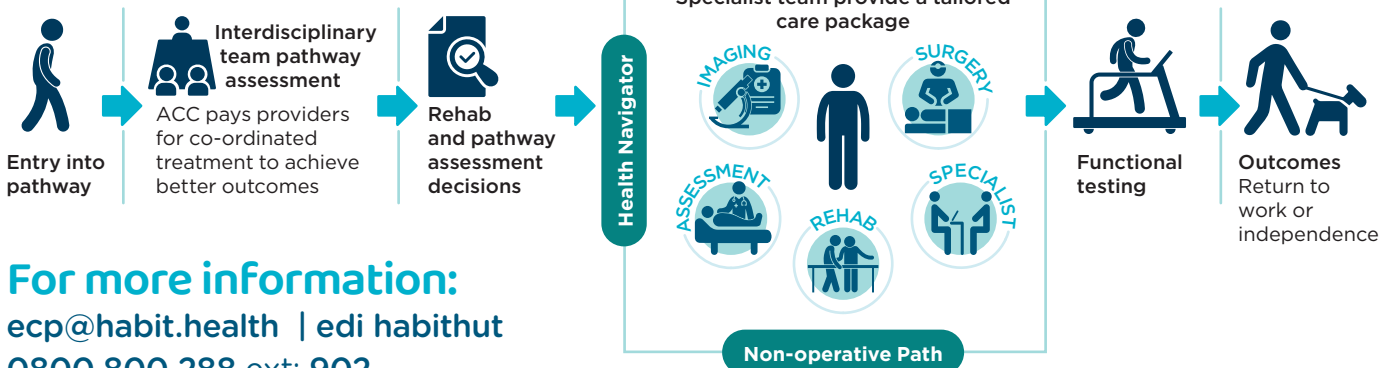 Entry into
pathway
Interdisciplinary
team pathway
assessment
ACC pays providers
for co-ordinated
treatment to achieve
better outcomes
Rehab
and pathway
assessment
decisions
Health Navigator
Specialist team provide a tailored
care package
IMAGING
SURGERY
ASSESSMENT
REHAB
SPECIALIST
Non-operative Path
Functional
testing
Outcomes
Return to
work or
independence
For more information:
ecp@habit.health | edi habithut
0800 800 288 ext: 902